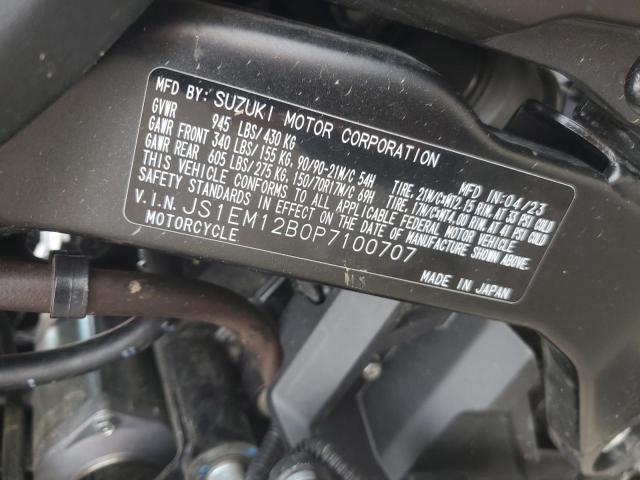 MFD BY: SUZUKI MOTOR CORPORATION MFD IN:04/23
GVWR 945 LBS/430 KG
GAWR FRONT 340 LBS/155 KG, 90/90-21M/C 54H TIRE, 21M/CxMT2.15 RIM, AT 33 PSI COLD
GAWR REAR 605 LBS/275 KG, 150/70R17M/C 69H TIRE, 17M/CxMT4.00 RIM, AT 41 PSI COLD
THIS VEHICLE CONFORMS TO ALL APPLICABLE FEDERAL MOTOR VEHICLE
SAFETY STANDARDS IN EFFECT ON THE DATE OF MANUFACTURE SHOWN ABOVE.
V.I.N. JS1EM12B0P7100707
MOTORCYCLE MADE IN JAPAN